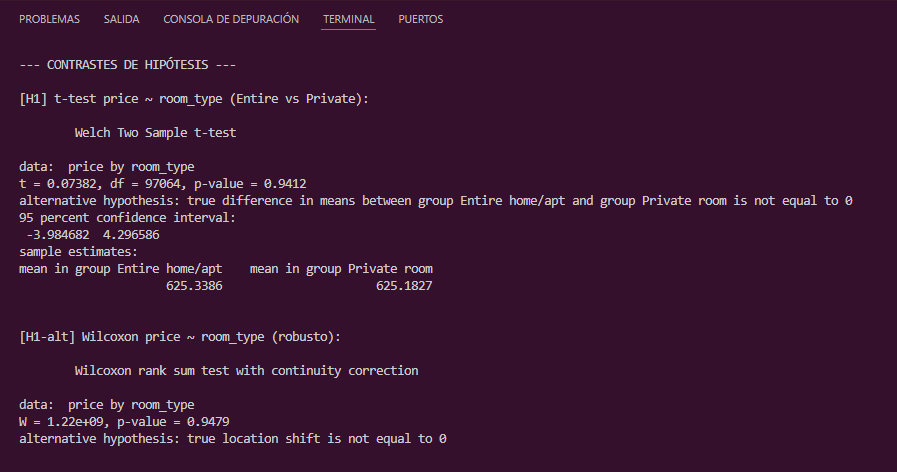 PROBLEMAS SALIDA CONSOLA DE DEPURACIÓN TERMINAL PUERTOS
--- CONTRASTES DE HIPÓTESIS ---
[H1] t-test price ~ room_type (Entire vs Private):
Welch Two Sample t-test
data:  price by room_type
t = 0.07382, df = 97064, p-value = 0.9412
alternative hypothesis: true difference in means between group Entire home/apt and group Private room is not equal to 0
95 percent confidence interval:
-3.984682  4.296586
sample estimates:
mean in group Entire home/apt    mean in group Private room
625.3386                      625.1827
[H1-alt] Wilcoxon price ~ room_type (robusto):
Wilcoxon rank sum test with continuity correction
data:  price by room_type
W = 1.22e+09, p-value = 0.9479
alternative hypothesis: true location shift is not equal to 0